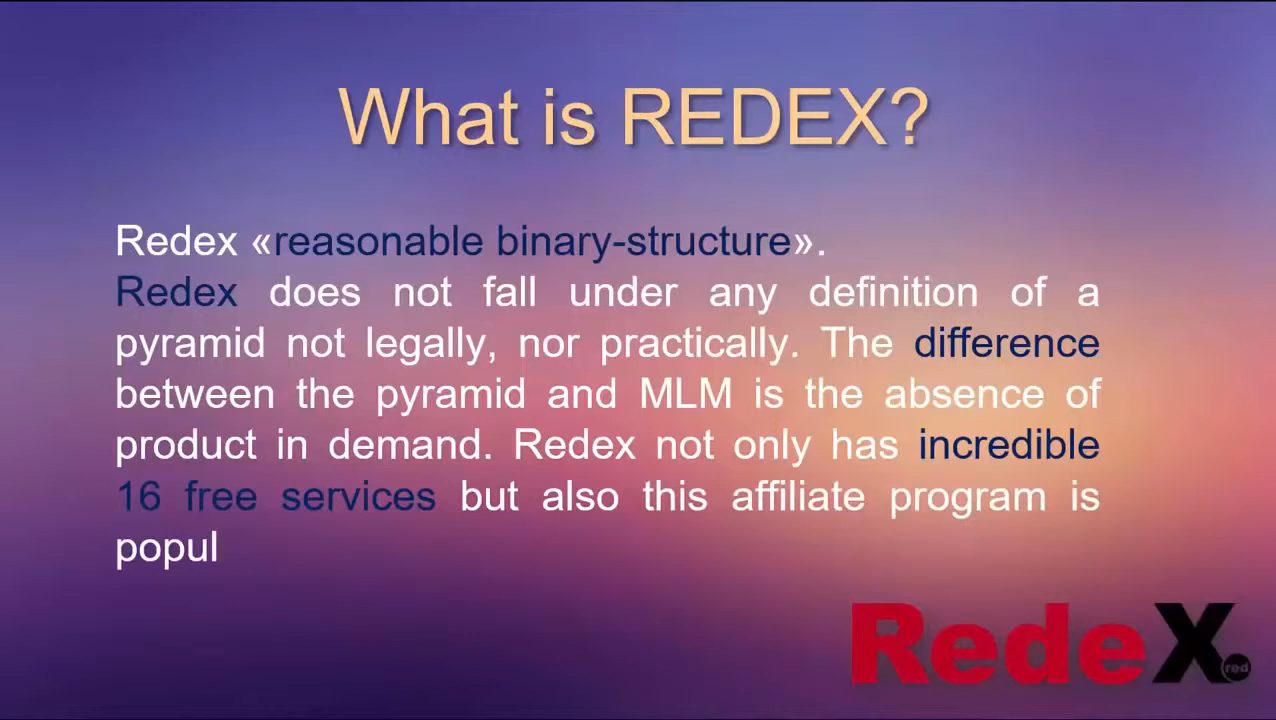 What is REDEX?
Redex «reasonable binary-structure».
Redex does not fall under any definition of a
pyramid not legally, nor practically. The difference
between the pyramid and MLM is the absence of
product in demand. Redex not only has incredible
16 free services but also this affiliate program is
popul
RedeX
red